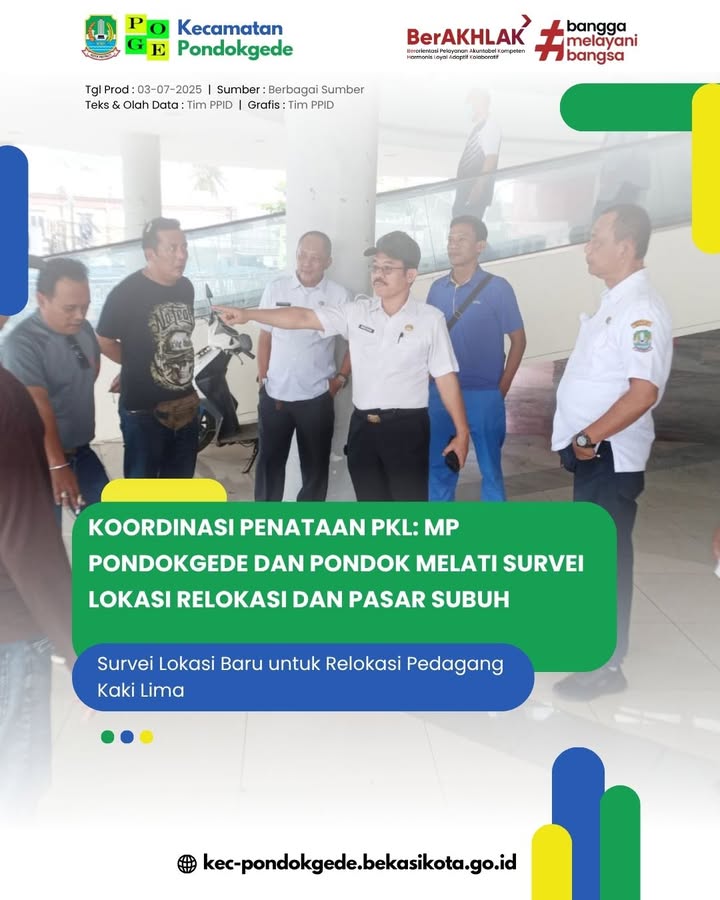 POGE
Kecamatan
Pondokgede
BerAKHLAK
Berorientasi Pelayanan Akuntabel Kompeten
Harmonis Loyal Adaptif Kolaboratif
#bangga
melayani
bangsa
Tgl Prod : 03-07-2025 | Sumber : Berbagai Sumber
Teks & Olah Data : Tim PPID | Grafis : Tim PPID
KOORDINASI PENATAAN PKL: MP
PONDOKGEDE DAN PONDOK MELATI SURVEI
LOKASI RELOKASI DAN PASAR SUBUH
Survei Lokasi Baru untuk Relokasi Pedagang
Kaki Lima
kec-pondokgede.bekasikota.go.id